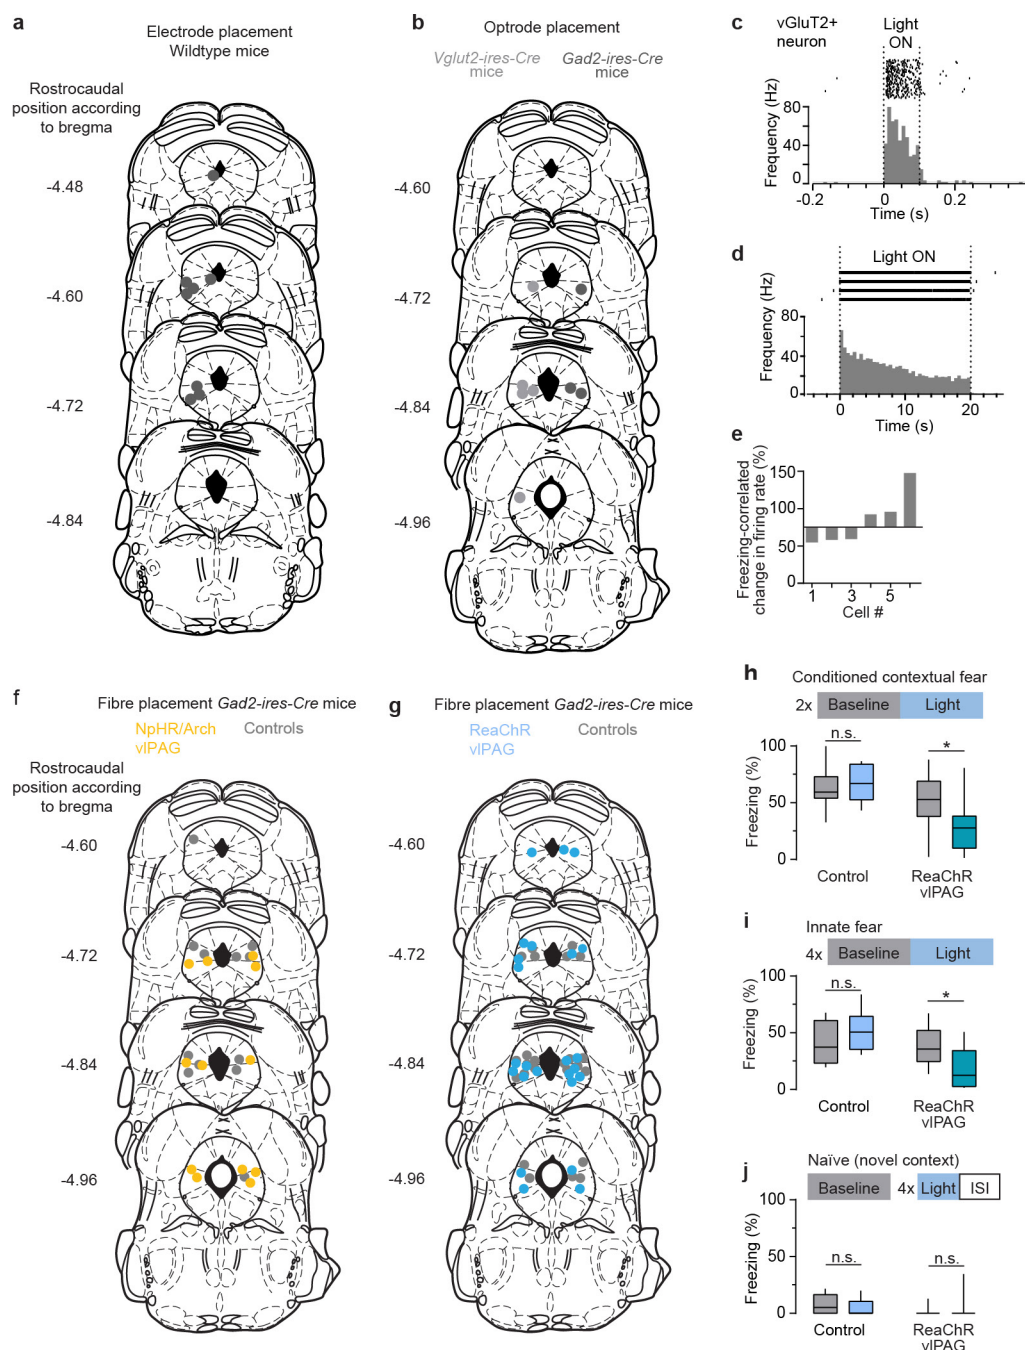 a
Electrode placement
Wildtype mice
Rostrocaudal
position according
to bregma
-4.48
-4.60
-4.72
-4.84
b
Optrode placement
Vglut2-ires-Cre
mice
Gad2-ires-Cre
mice
-4.60
-4.72
-4.84
-4.96
c
vGluT2+
neuron
Light
ON
Frequency (Hz)
80
40
0
-0.2
0
0.2
Time (s)
d
Light ON
Frequency (Hz)
80
40
0
0
10
20
Time (s)
e
Freezing-correlated
change in firing rate (%)
150
100
50
0
1
3
5
Cell #
f
Fibre placement Gad2-ires-Cre mice
NpHR/Arch
vlPAG
Controls
Rostrocaudal
position according
to bregma
-4.60
-4.72
-4.84
-4.96
g
Fibre placement Gad2-ires-Cre mice
ReaChR
vlPAG
Controls
-4.60
-4.72
-4.84
-4.96
h
Conditioned contextual fear
2x Baseline Light
Freezing (%)
100
50
0
n.s.
*
Control
ReaChR
vlPAG
i
Innate fear
4x Baseline Light
Freezing (%)
100
50
0
n.s.
*
Control
ReaChR
vlPAG
j
Naïve (novel context)
Baseline 4x Light ISI
Freezing (%)
100
50
0
n.s.
n.s.
Control
ReaChR
vlPAG